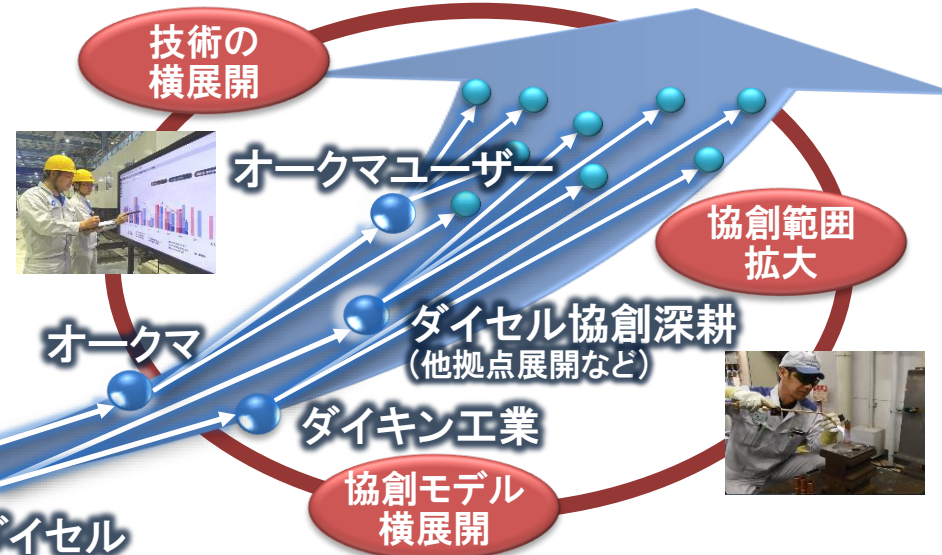 技術の
横展開
オークマユーザー
協創範囲
拡大
オークマ
ダイセル協創深耕
(他拠点展開など)
ダイキン工業
協創モデル
横展開
ダイセル